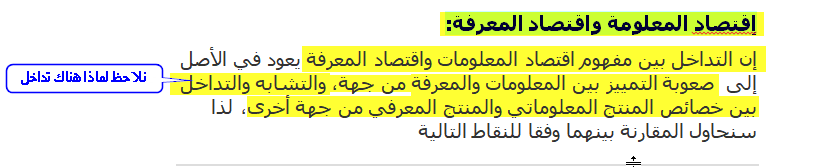 إقتصاد المعلومة واقتصاد المعرفة:
إن التداخل بين مفهوم اقتصاد المعلومات واقتصاد المعرفة يعود في الأصل
نلاحظ لماذا هناك تداخل
إلى صعوبة التمييز بين المعلومات والمعرفة من جهة، والتشابه والتداخل
بين خصائص المنتج المعلوماتي والمنتج المعرفي من جهة أخرى، لذا
سنحاول المقارنة بينهما وفقا للنقاط التالية